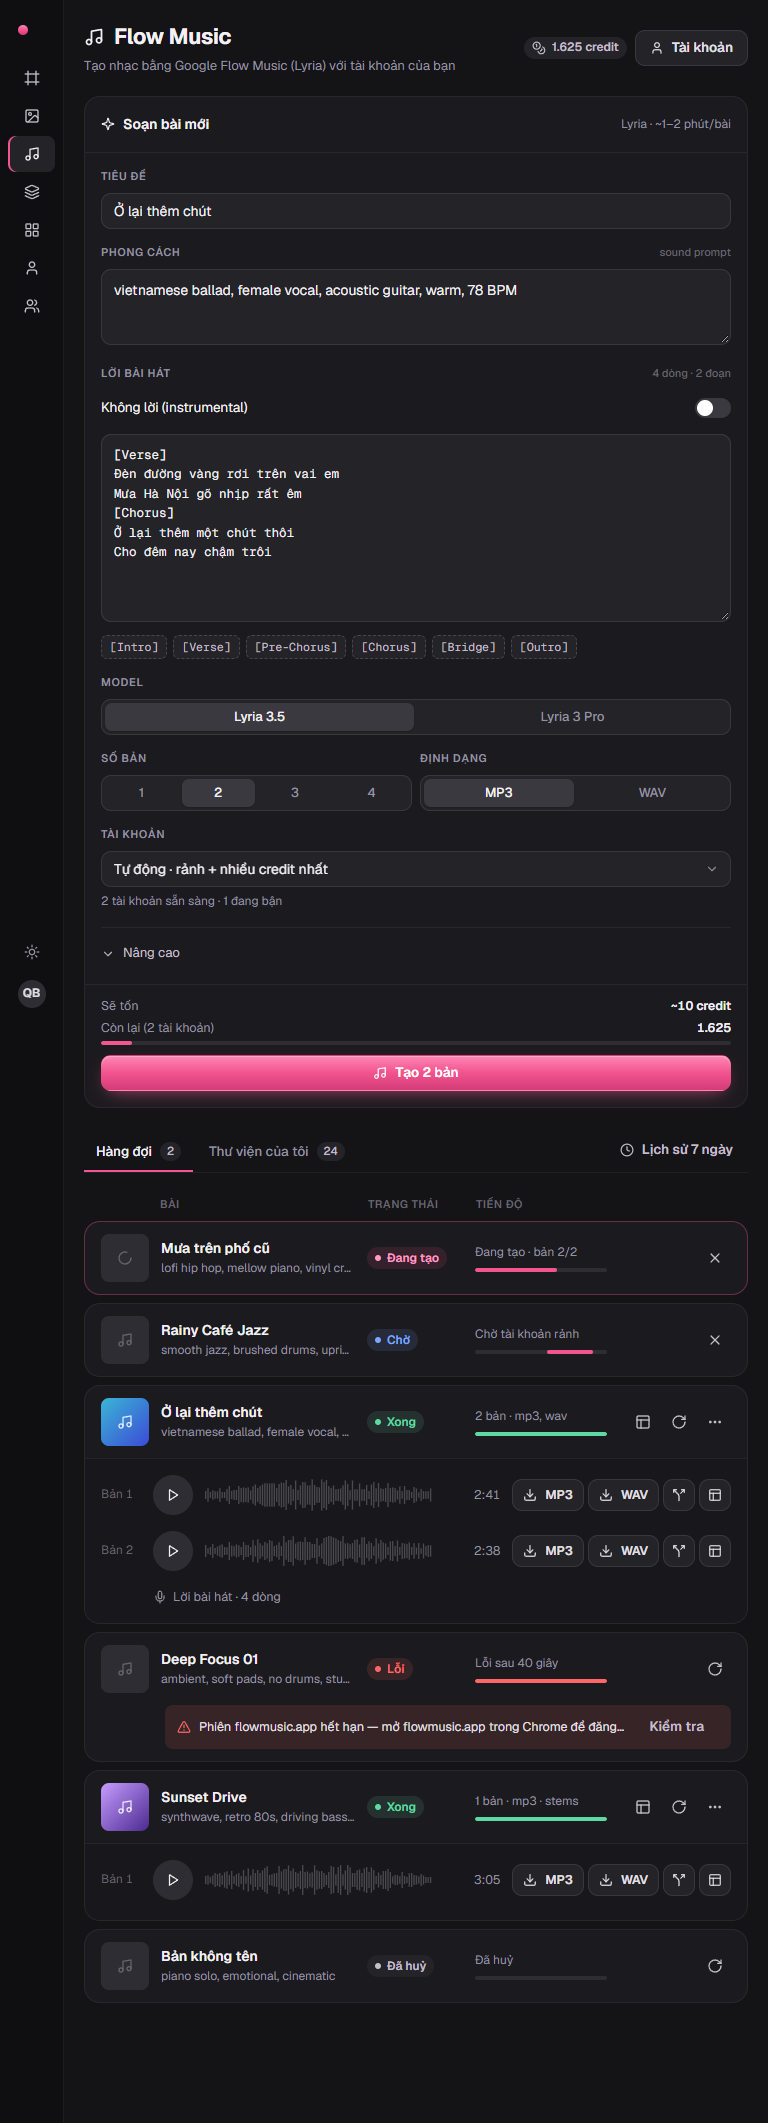 Flow Music
Tạo nhạc bằng Google Flow Music (Lyria) với tài khoản của bạn
1.625 credit
Tài khoản
Soạn bài mới
Lyria · ~1–2 phút/bài
TIÊU ĐỀ
Ở lại thêm chút
PHONG CÁCH
sound prompt
vietnamese ballad, female vocal, acoustic guitar, warm, 78 BPM
LỜI BÀI HÁT
4 dòng · 2 đoạn
Không lời (instrumental)
[Verse]
Đèn đường vàng rơi trên vai em
Mưa Hà Nội gõ nhịp rất êm
[Chorus]
Ở lại thêm một chút thôi
Cho đêm nay chậm trôi
[Intro] [Verse] [Pre-Chorus] [Chorus] [Bridge] [Outro]
MODEL
Lyria 3.5
Lyria 3 Pro
SỐ BẢN
ĐỊNH DẠNG
1 2 3 4
MP3 WAV
TÀI KHOẢN
Tự động · rảnh + nhiều credit nhất
2 tài khoản sẵn sàng · 1 đang bận
Nâng cao
Sẽ tốn
~10 credit
Còn lại (2 tài khoản)
1.625
Tạo 2 bản
QB
Hàng đợi 2
Thư viện của tôi 24
Lịch sử 7 ngày
BÀI
TRẠNG THÁI
TIẾN ĐỘ
Mưa trên phố cũ
lofi hip hop, mellow piano, vinyl cr...
Đang tạo
Đang tạo · bản 2/2
Rainy Café Jazz
smooth jazz, brushed drums, upri...
Chờ
Chờ tài khoản rảnh
Ở lại thêm chút
vietnamese ballad, female vocal, ...
Xong
2 bản · mp3, wav
Bản 1
2:41
MP3
WAV
Bản 2
2:38
MP3
WAV
Lời bài hát · 4 dòng
Deep Focus 01
ambient, soft pads, no drums, stu...
Lỗi
Lỗi sau 40 giây
Phiên flowmusic.app hết hạn — mở flowmusic.app trong Chrome để đăng...
Kiểm tra
Sunset Drive
synthwave, retro 80s, driving bass...
Xong
1 bản · mp3 · stems
Bản 1
3:05
MP3
WAV
Bản không tên
piano solo, emotional, cinematic
Đã huỷ
Đã huỷ